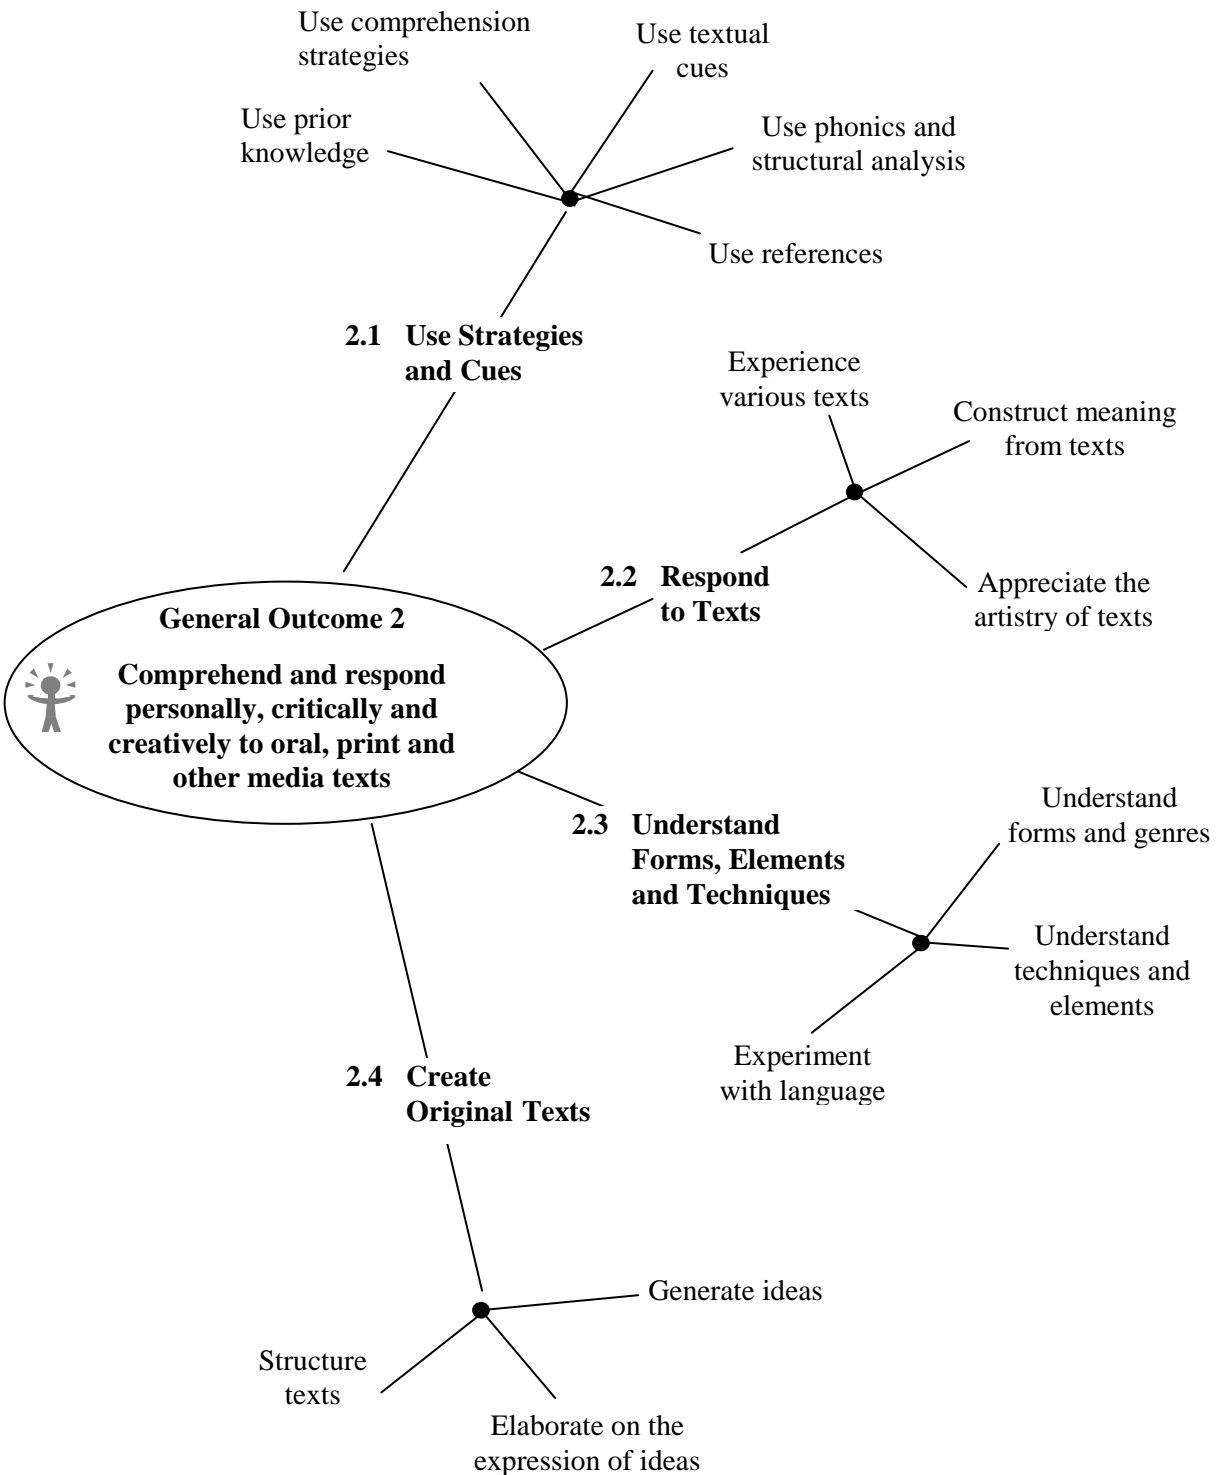 Use comprehension
strategies
Use textual
cues
Use prior
knowledge
Use phonics and
structural analysis
Use references
2.1 Use Strategies
and Cues
Experience
various texts
Construct meaning
from texts
2.2 Respond
to Texts
Appreciate the
artistry of texts
General Outcome 2
Comprehend and respond
personally, critically and
creatively to oral, print and
other media texts
2.3 Understand
Forms, Elements
and Techniques
Understand
forms and genres
Understand
techniques and
elements
Experiment
with language
2.4 Create
Original Texts
Generate ideas
Structure
texts
Elaborate on the
expression of ideas